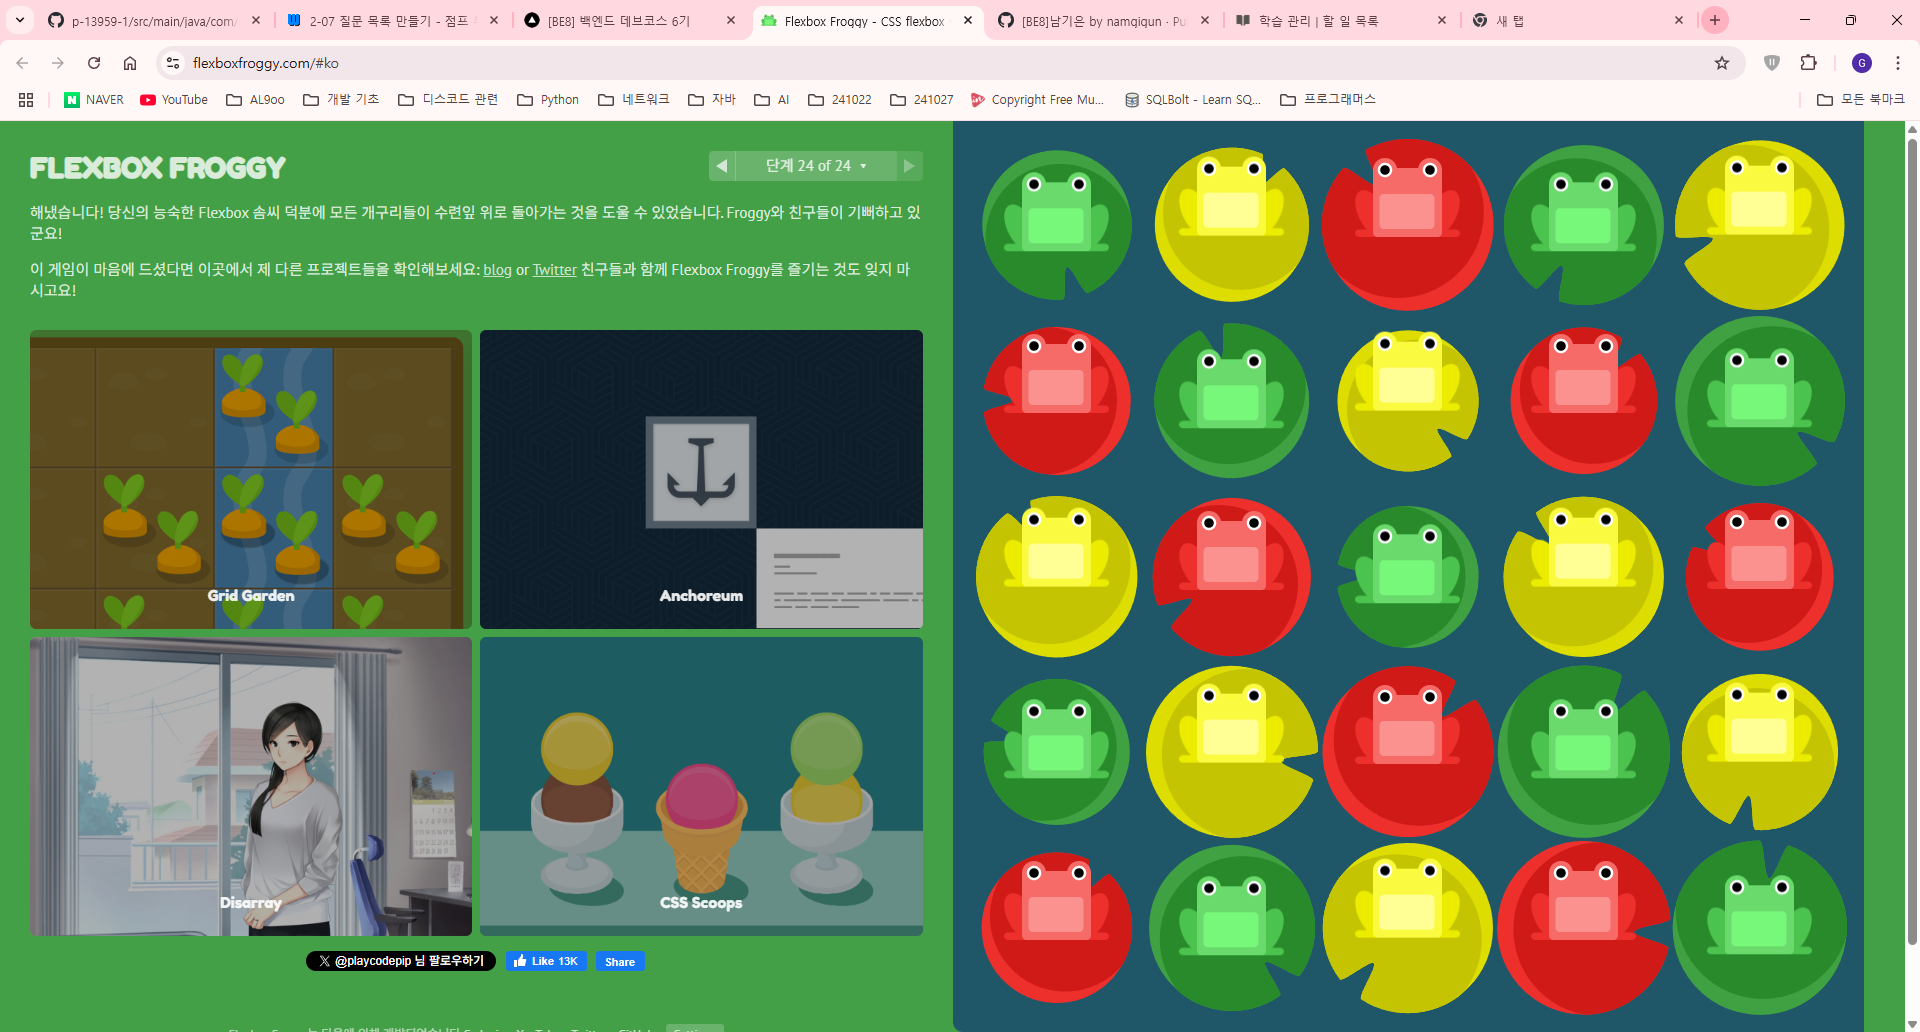 p-13959-1/src/main/java/com/
2-07 질문 목록 만들기 - 점프
[BE8] 백엔드 데브코스 6기
Flexbox Froggy - CSS flexbox
[BE8]남기은 by namgigun · Pu
학습 관리 | 할 일 목록
새 탭
flexboxfroggy.com/#ko
G
NAVER
YouTube
AL9oo
개발 기초
디스코드 관련
Python
네트워크
자바
AI
241022
241027
Copyright Free Mu...
SQLBolt - Learn SQ...
프로그래머스
모든 북마크
FLEXBOX FROGGY
단계 24 of 24
해냈습니다! 당신의 능숙한 Flexbox 솜씨 덕분에 모든 개구리들이 수련잎 위로 돌아가는 것을 도울 수 있었습니다. Froggy와 친구들이 기뻐하고 있
군요!
이 게임이 마음에 드셨다면 이곳에서 제 다른 프로젝트들을 확인해보세요: blog or Twitter 친구들과 함께 Flexbox Froggy를 즐기는 것도 잊지 마
시고요!
Grid Garden
Anchoreum
Disarray
CSS Scoops
@playcodepip 님 팔로우하기
Like 13K
Share